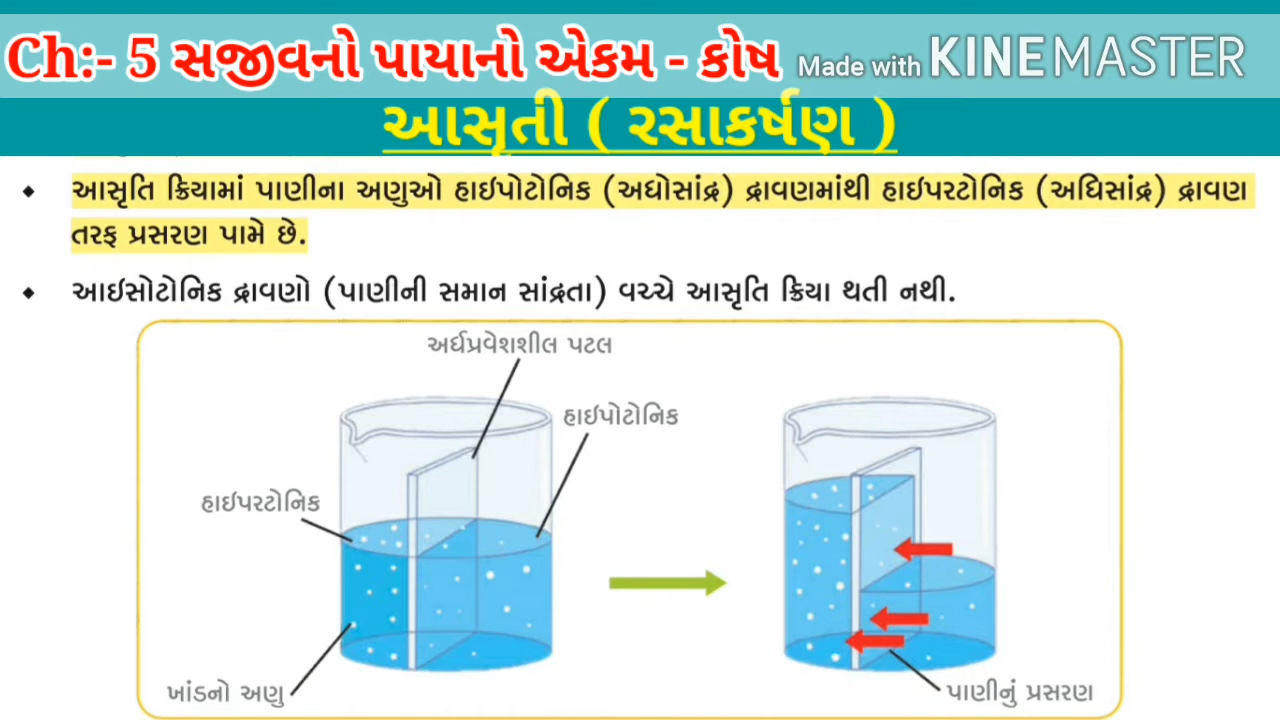 Ch:- 5 સજીવનો પાયાનો એકમ - કોષ
Made with KINEMASTER
આસૃતી ( રસાકર્ષણ )
આસૃતિ ક્રિયામાં પાણીના અણુઓ હાઇપોટોનિક (અધોસાંદ્ર) દ્રાવણમાંથી હાઇપરટોનિક (અધિસાંદ્ર) દ્રાવણ
તરફ પ્રસરણ પામે છે.
આઇસોટોનિક દ્રાવણો (પાણીની સમાન સાંદ્રતા) વચ્ચે આસૃતિ ક્રિયા થતી નથી.
અર્ધપ્રવેશશીલ પટલ
હાઇપોટોનિક
હાઇપરટોનિક
ખાંડનો અણુ
પાણીનું પ્રસરણ